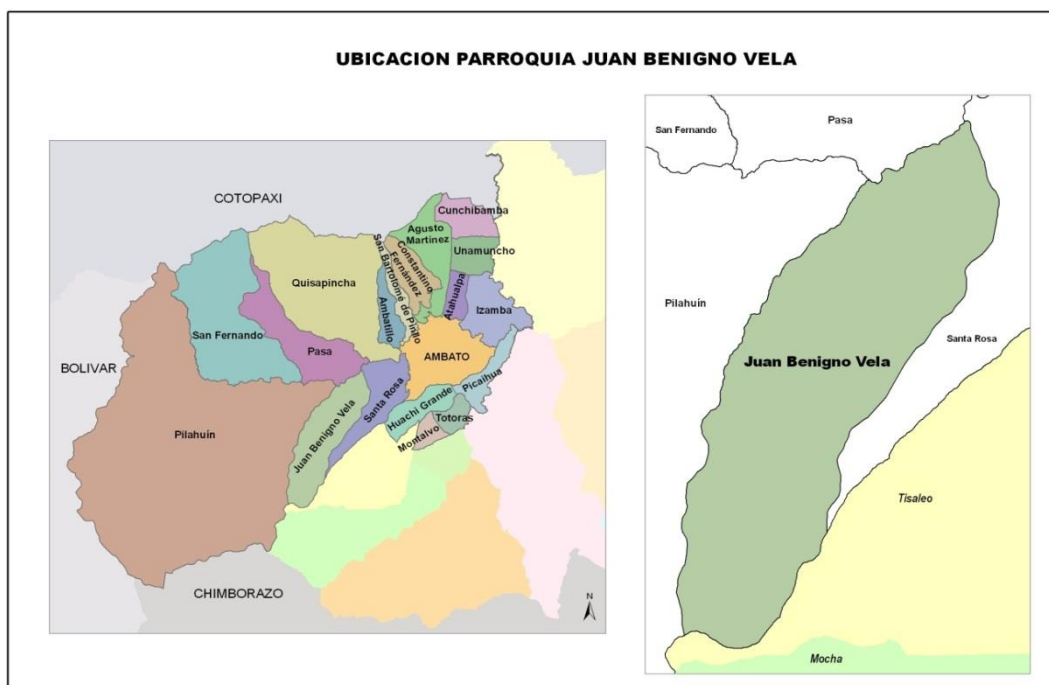 UBICACION PARROQUIA JUAN BENIGNO VELA
COTOPAXI
BOLIVAR
CHIMBORAZO
Cunchibamba
Agusto
Martínez
Unamuncho
Constantino
Fernández
San Bartolomé de Pinllo
Ambatillo
Atahualpa
Izamba
Quisapincha
San Fernando
Pasa
AMBATO
Picaihua
Santa Rosa
Huachi Grande
Totoras
Montalvo
Juan Benigno Vela
Pilahuín
N
San Fernando
Pasa
Pilahuín
Santa Rosa
Juan Benigno Vela
Tisaleo
Mocha